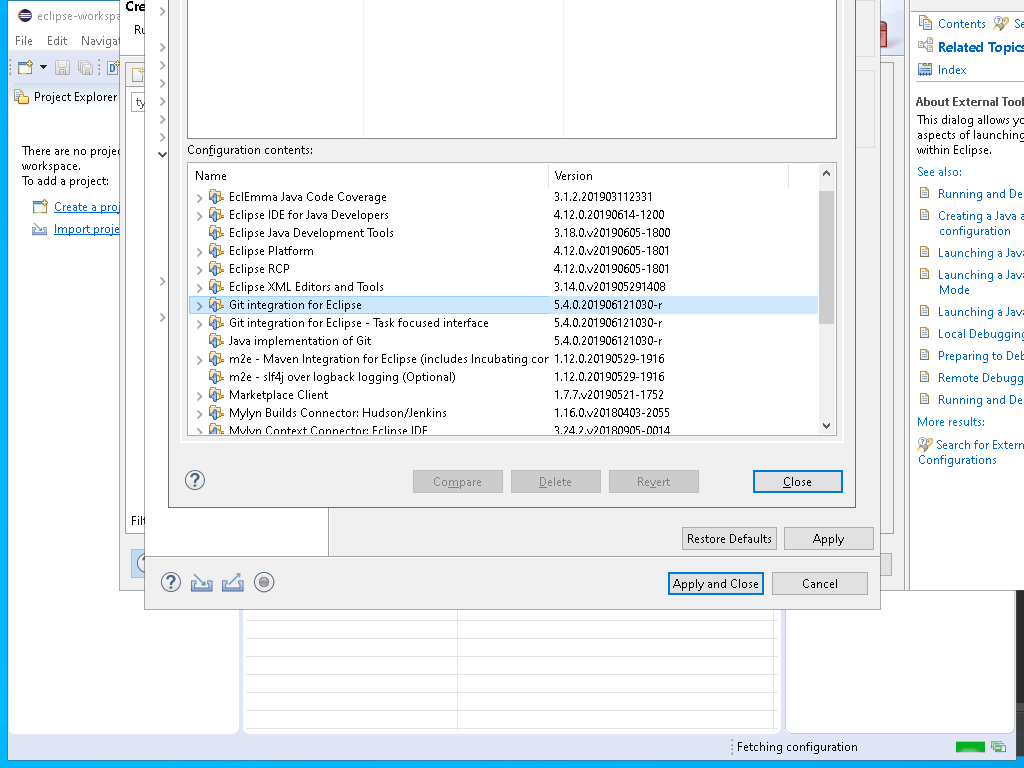 eclipse-workspa
File Edit Navigat
Project Explorer
There are no projec
workspace.
To add a project:
Create a proj
Import proje
Cre
Ru
ty
Filt
Configuration contents:
Name Version
EclEmma Java Code Coverage 3.1.2.201903112331
Eclipse IDE for Java Developers 4.12.0.20190614-1200
Eclipse Java Development Tools 3.18.0.v20190605-1800
Eclipse Platform 4.12.0.v20190605-1801
Eclipse RCP 4.12.0.v20190605-1801
Eclipse XML Editors and Tools 3.14.0.v201905291408
Git integration for Eclipse 5.4.0.201906121030-r
Git integration for Eclipse - Task focused interface 5.4.0.201906121030-r
Java implementation of Git 5.4.0.201906121030-r
m2e - Maven Integration for Eclipse (includes Incubating cor 1.12.0.20190529-1916
m2e - slf4j over logback logging (Optional) 1.12.0.20190529-1916
Marketplace Client 1.7.7.v20190521-1752
Mylyn Builds Connector: Hudson/Jenkins 1.16.0.v20180403-2055
Mylyn Context Connector: Eclipse IDE 3.24.2.v20180905-0014
Compare Delete Revert Close
Restore Defaults Apply
Apply and Close Cancel
Contents Se
Related Topics
Index
About External Tool
This dialog allows yo
aspects of launching
within Eclipse.
See also:
Running and De
Creating a Java a
configuration
Launching a Java
Launching a Java
Mode
Launching a Java
Local Debugging
Preparing to Deb
Remote Debugg
Running and De
More results:
Search for Extern
Configurations
Fetching configuration